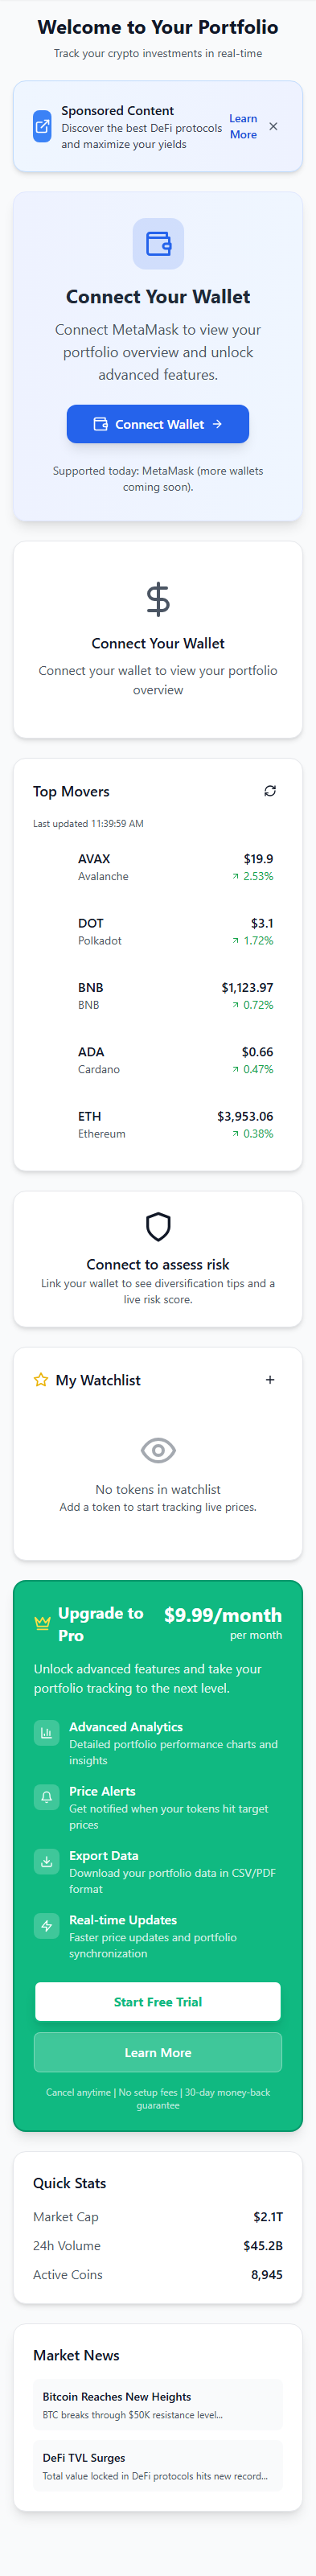 Welcome to Your Portfolio
Track your crypto investments in real-time
Sponsored Content
Discover the best DeFi protocols
and maximize your yields
Learn
More
Connect Your Wallet
Connect MetaMask to view your
portfolio overview and unlock
advanced features.
Connect Wallet
Supported today: MetaMask (more wallets
coming soon).
Connect Your Wallet
Connect your wallet to view your portfolio
overview
Top Movers
Last updated 11:39:59 AM
AVAX $19.9
Avalanche 2.53%
DOT $3.1
Polkadot 1.72%
BNB $1,123.97
BNB 0.72%
ADA $0.66
Cardano 0.47%
ETH $3,953.06
Ethereum 0.38%
Connect to assess risk
Link your wallet to see diversification tips and a
live risk score.
My Watchlist
No tokens in watchlist
Add a token to start tracking live prices.
Upgrade to
Pro
$9.99/month
per month
Unlock advanced features and take your
portfolio tracking to the next level.
Advanced Analytics
Detailed portfolio performance charts and
insights
Price Alerts
Get notified when your tokens hit target
prices
Export Data
Download your portfolio data in CSV/PDF
format
Real-time Updates
Faster price updates and portfolio
synchronization
Start Free Trial
Learn More
Cancel anytime | No setup fees | 30-day money-back
guarantee
Quick Stats
Market Cap $2.1T
24h Volume $45.2B
Active Coins 8,945
Market News
Bitcoin Reaches New Heights
BTC breaks through $50K resistance level...
DeFi TVL Surges
Total value locked in DeFi protocols hits new record...